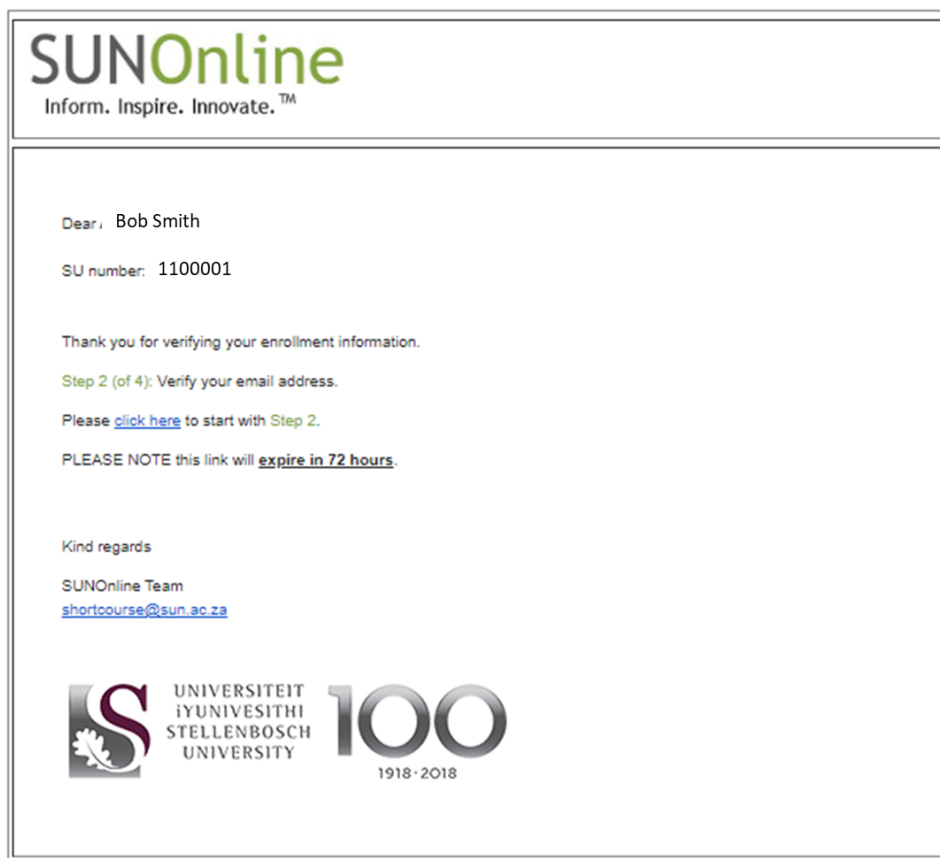 SUNOnline
Inform. Inspire. Innovate.™
Dear Bob Smith
SU number: 1100001
Thank you for verifying your enrollment information.
Step 2 (of 4): Verify your email address.
Please click here to start with Step 2.
PLEASE NOTE this link will expire in 72 hours.
Kind regards
SUNOnline Team
shortcourse@sun.ac.za
UNIVERSITEIT
iYUNIVESITHI
STELLENBOSCH
UNIVERSITY
100
1918·2018